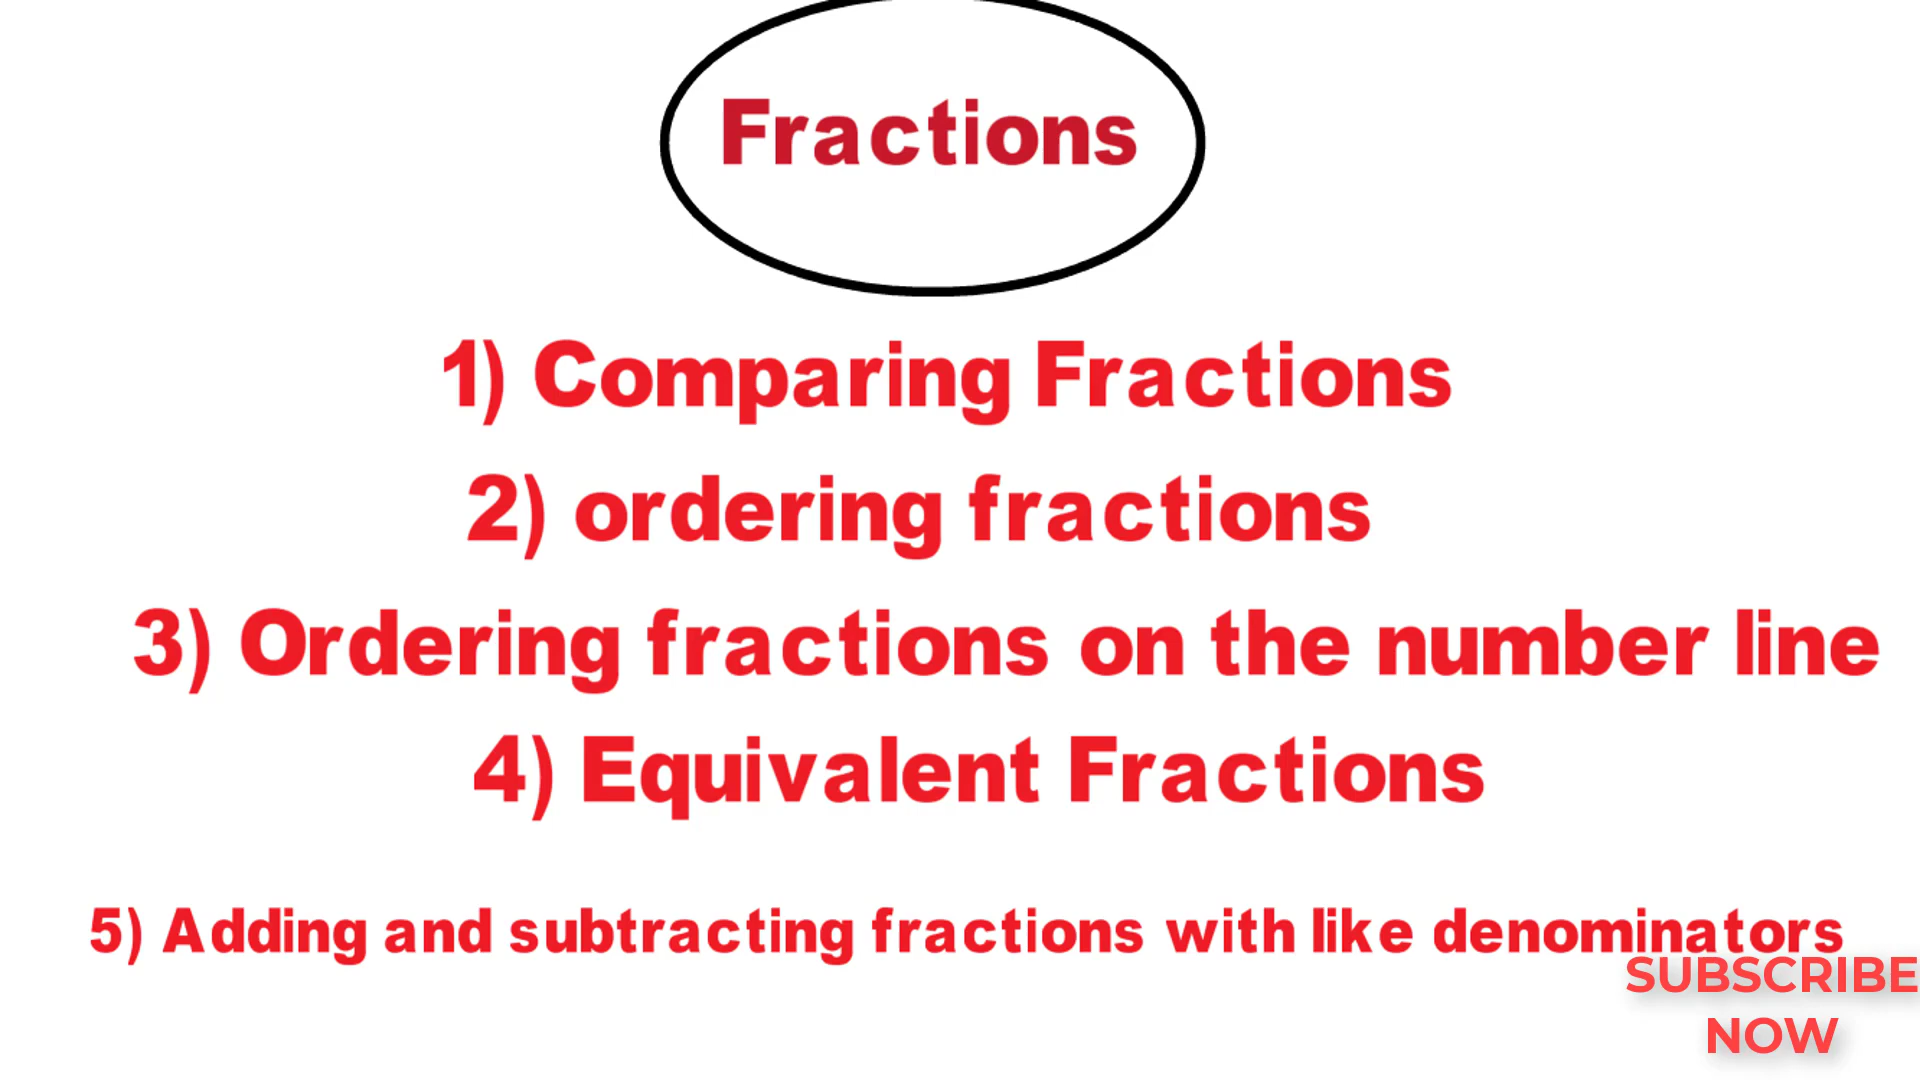 Fractions
1) Comparing Fractions
2) ordering fractions
3) Ordering fractions on the number line
4) Equivalent Fractions
5) Adding and subtracting fractions with like denominators
SUBSCRIBE
NOW